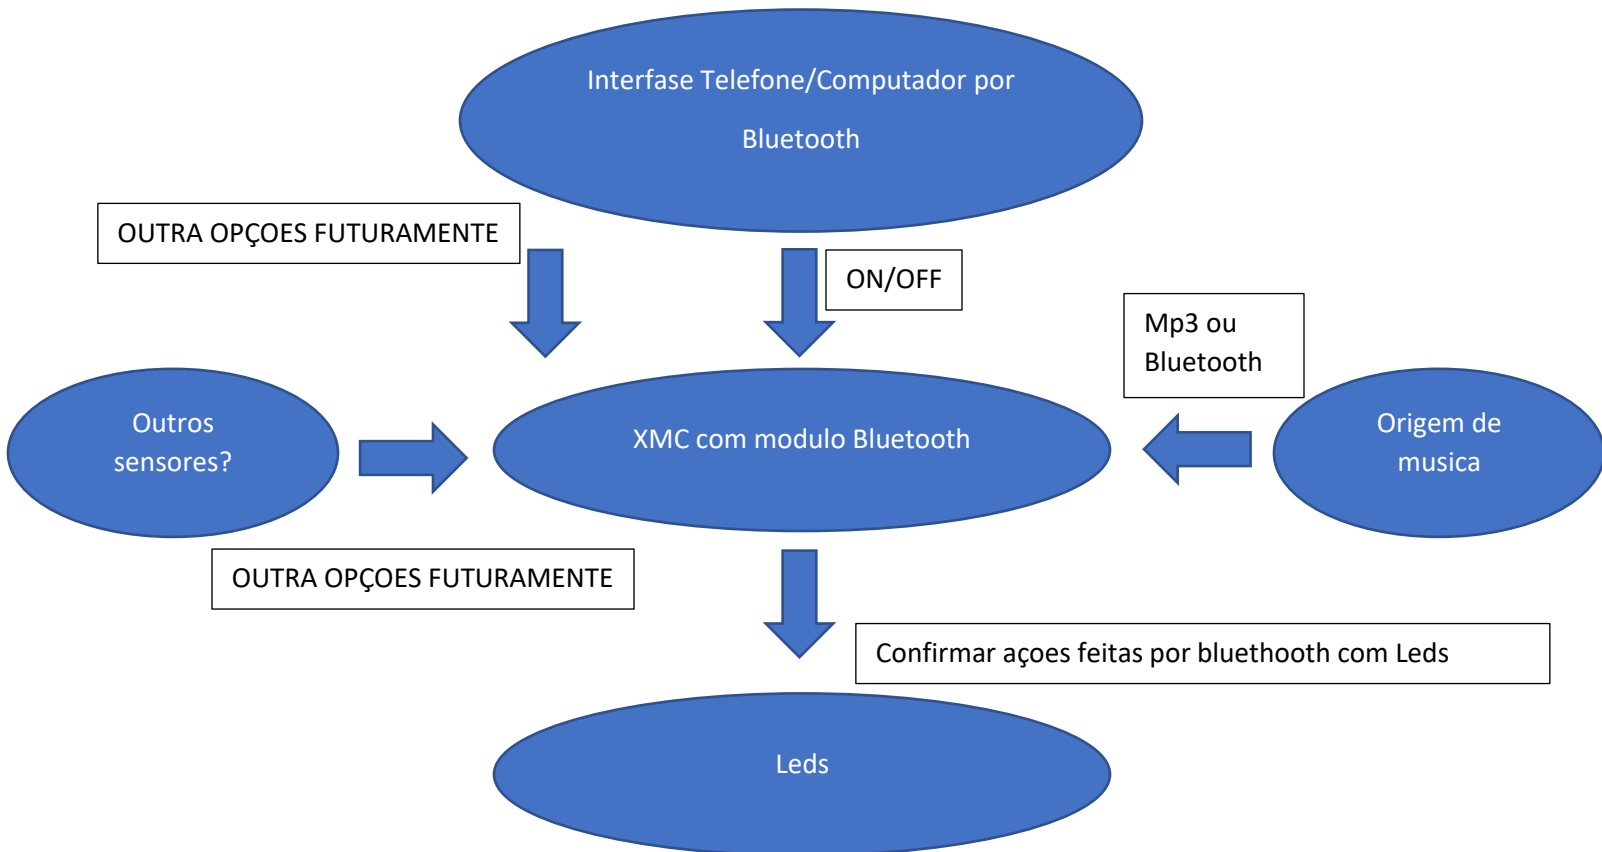 Interfase Telefone/Computador por
Bluetooth
OUTRA OPÇOES FUTURAMENTE
ON/OFF
Mp3 ou
Bluetooth
Outros
sensores?
XMC com modulo Bluetooth
Origem de
musica
OUTRA OPÇOES FUTURAMENTE
Confirmar açoes feitas por bluethooth com Leds
Leds